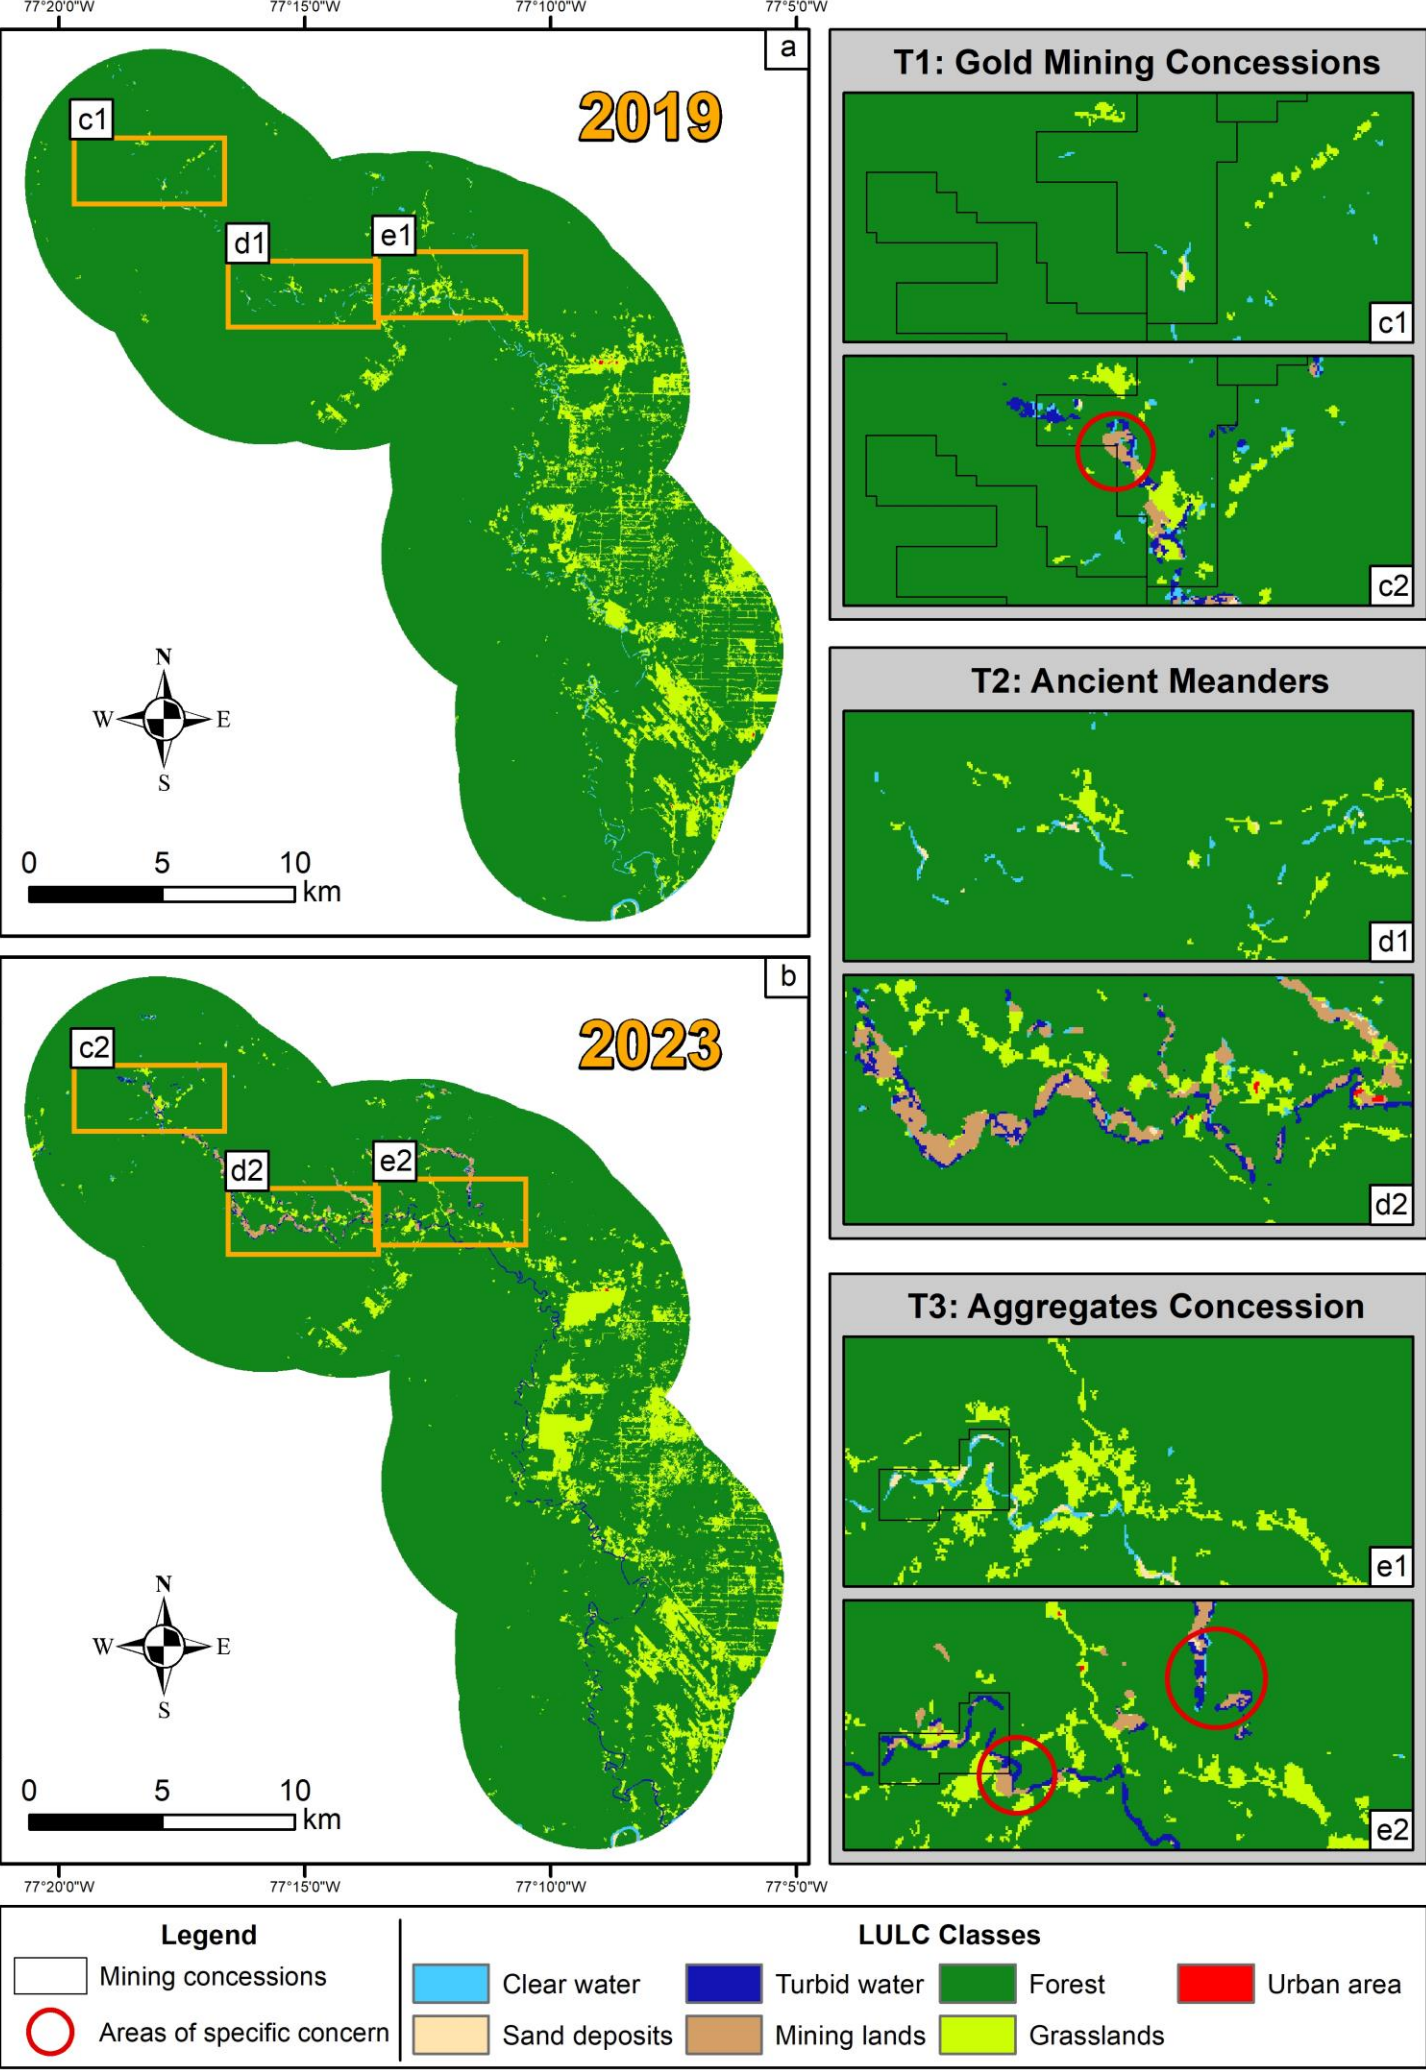 77°20'0"W 77°15'0"W 77°10'0"W 77°5'0"W
a
2019
c1
d1
e1
N
W E
S
0 5 10
km
b
2023
c2
d2
e2
N
W E
S
0 5 10
km
77°20'0"W 77°15'0"W 77°10'0"W 77°5'0"W
T1: Gold Mining Concessions
c1
c2
T2: Ancient Meanders
d1
d2
T3: Aggregates Concession
e1
e2
Legend
Mining concessions
Areas of specific concern
LULC Classes
Clear water Turbid water Forest Urban area
Sand deposits Mining lands Grasslands